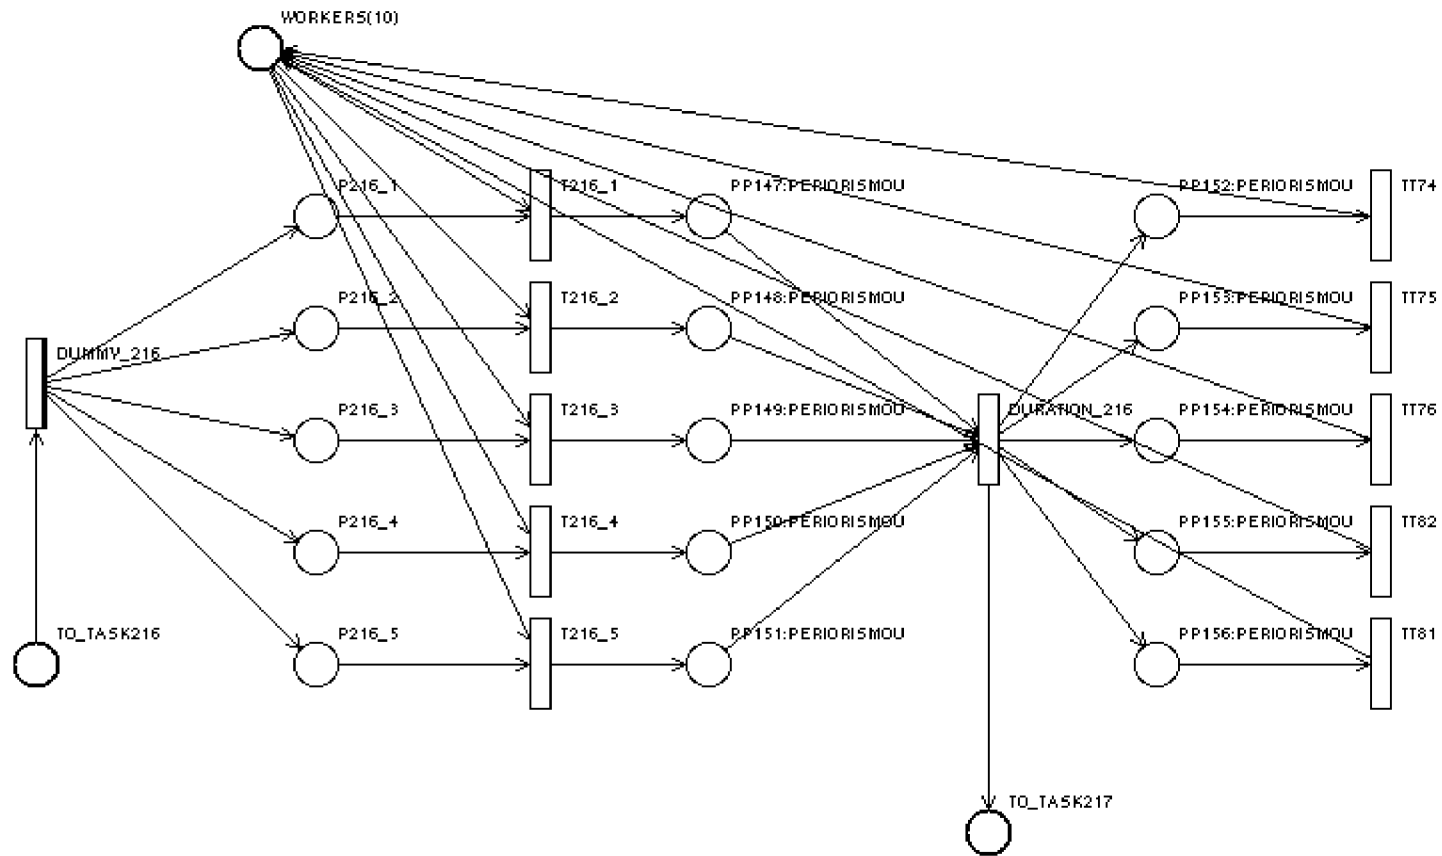 WORKERS(10)
P216_1
T216_1
PP147:PERIORISMOU
PP152:PERIORISMOU
TT74
P216_2
T216_2
PP148:PERIORISMOU
PP153:PERIORISMOU
TT75
DUMMY_216
P216_3
T216_3
PP149:PERIORISMOU
DURATION_216
PP154:PERIORISMOU
TT76
P216_4
T216_4
PP150:PERIORISMOU
PP155:PERIORISMOU
TT82
TO_TASK216
P216_5
T216_5
PP151:PERIORISMOU
PP156:PERIORISMOU
TT81
TO_TASK217